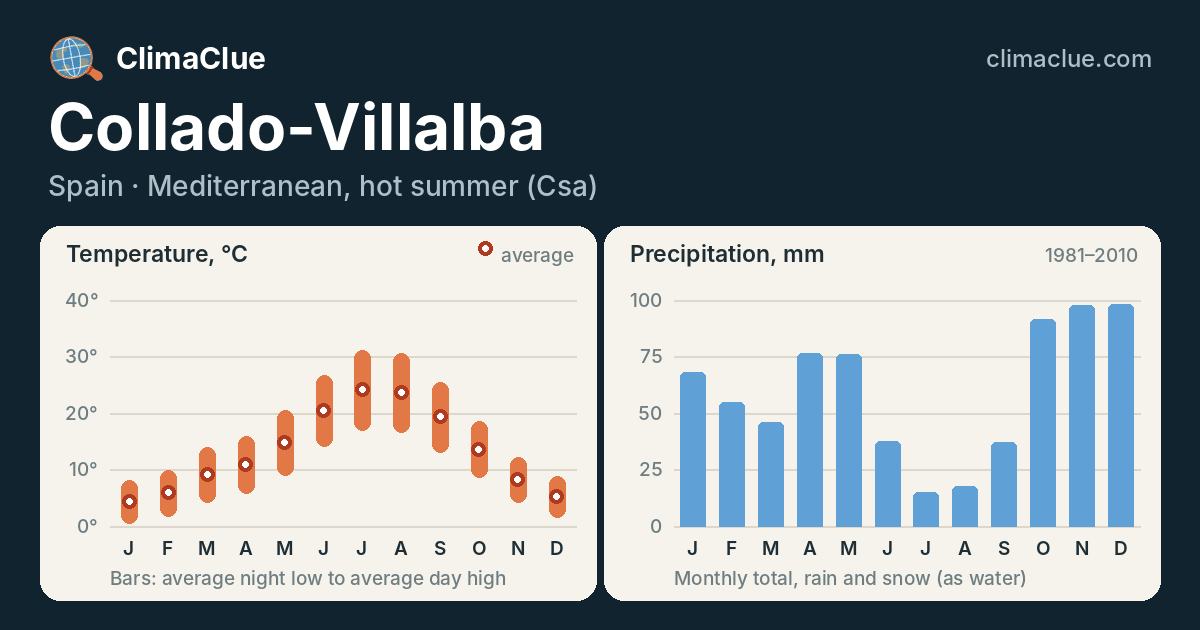 ClimaClue
climaclue.com
Collado-Villalba
Spain · Mediterranean, hot summer (Csa)
Temperature, °C
average
40°
30°
20°
10°
0°
J F M A M J J A S O N D
Bars: average night low to average day high
Precipitation, mm
1981–2010
100
75
50
25
0
J F M A M J J A S O N D
Monthly total, rain and snow (as water)